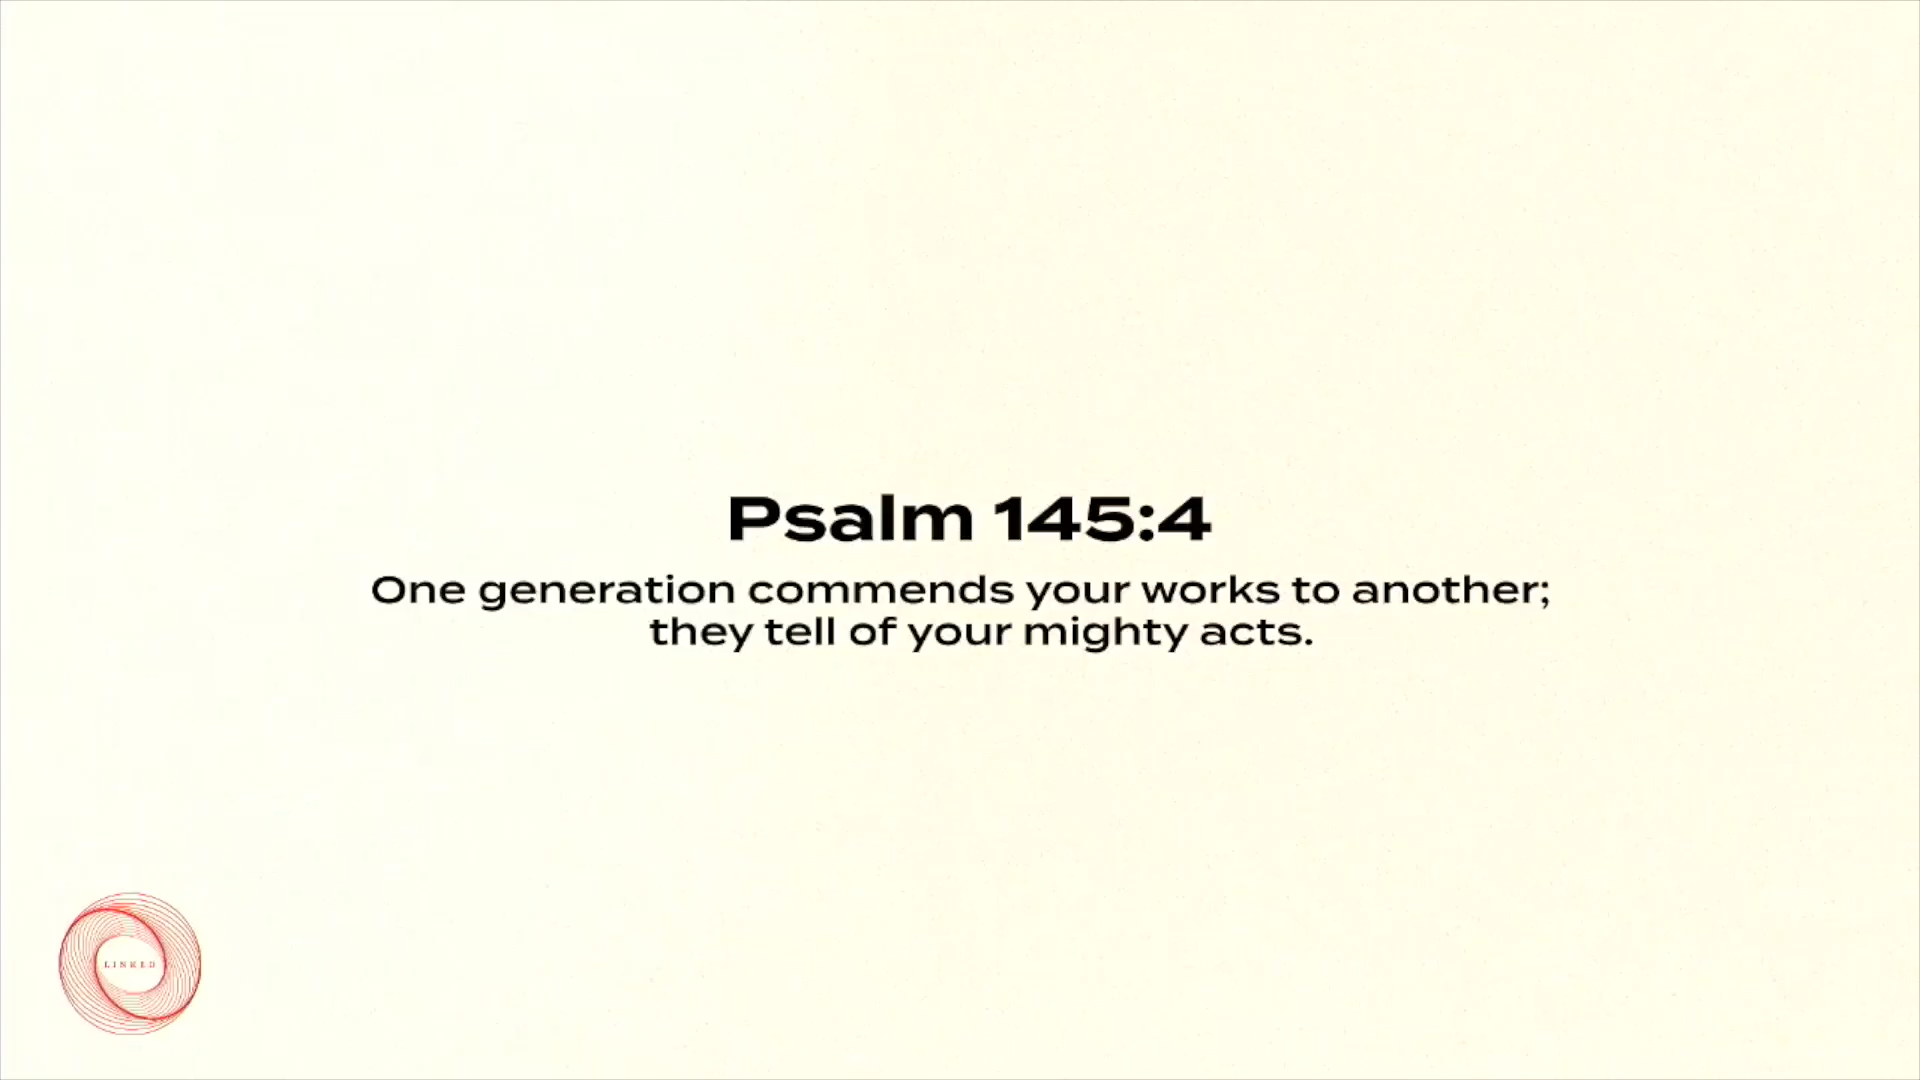 Psalm 145:4
One generation commends your works to another;
they tell of your mighty acts.
LINKED